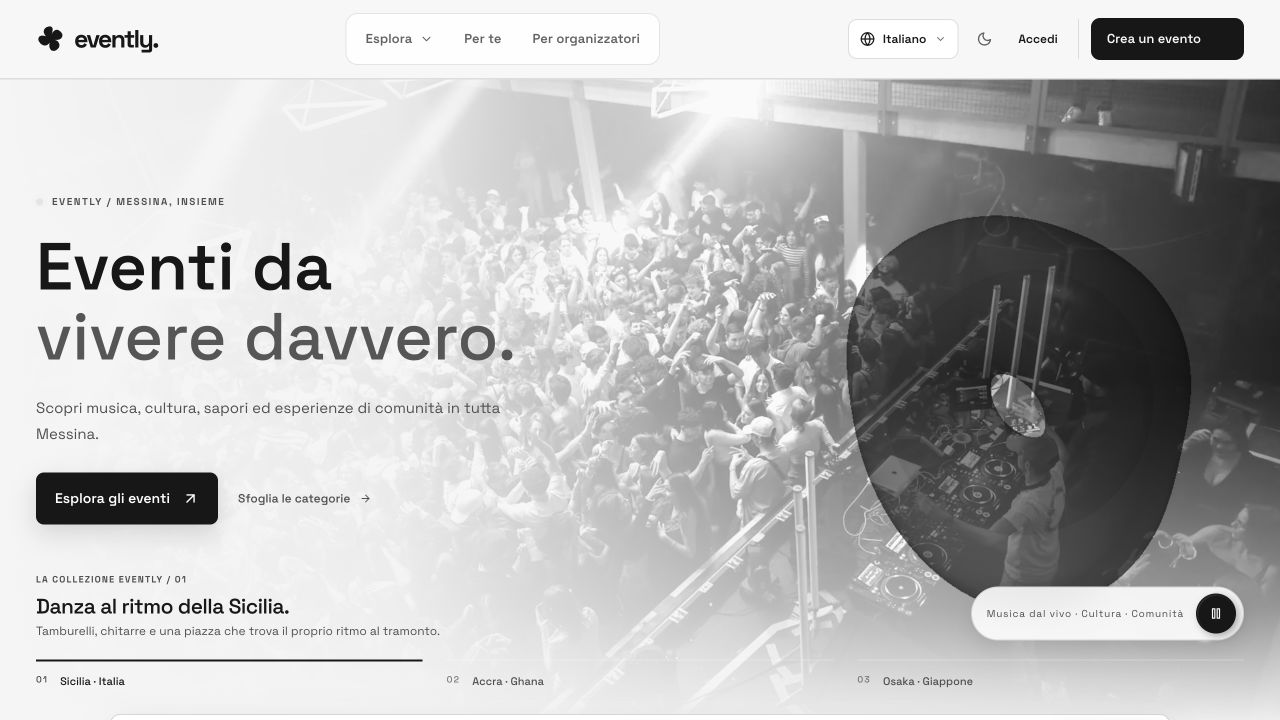 evently.
Esplora
Per te
Per organizzatori
Italiano
Accedi
Crea un evento
EVENTLY / MESSINA, INSIEME
Eventi da
vivere davvero.
Scopri musica, cultura, sapori ed esperienze di comunità in tutta
Messina.
Esplora gli eventi
Sfoglia le categorie →
LA COLLEZIONE EVENTLY / 01
Danza al ritmo della Sicilia.
Tamburelli, chitarre e una piazza che trova il proprio ritmo al tramonto.
Musica dal vivo · Cultura · Comunità
01 Sicilia · Italia
02 Accra · Ghana
03 Osaka · Giappone